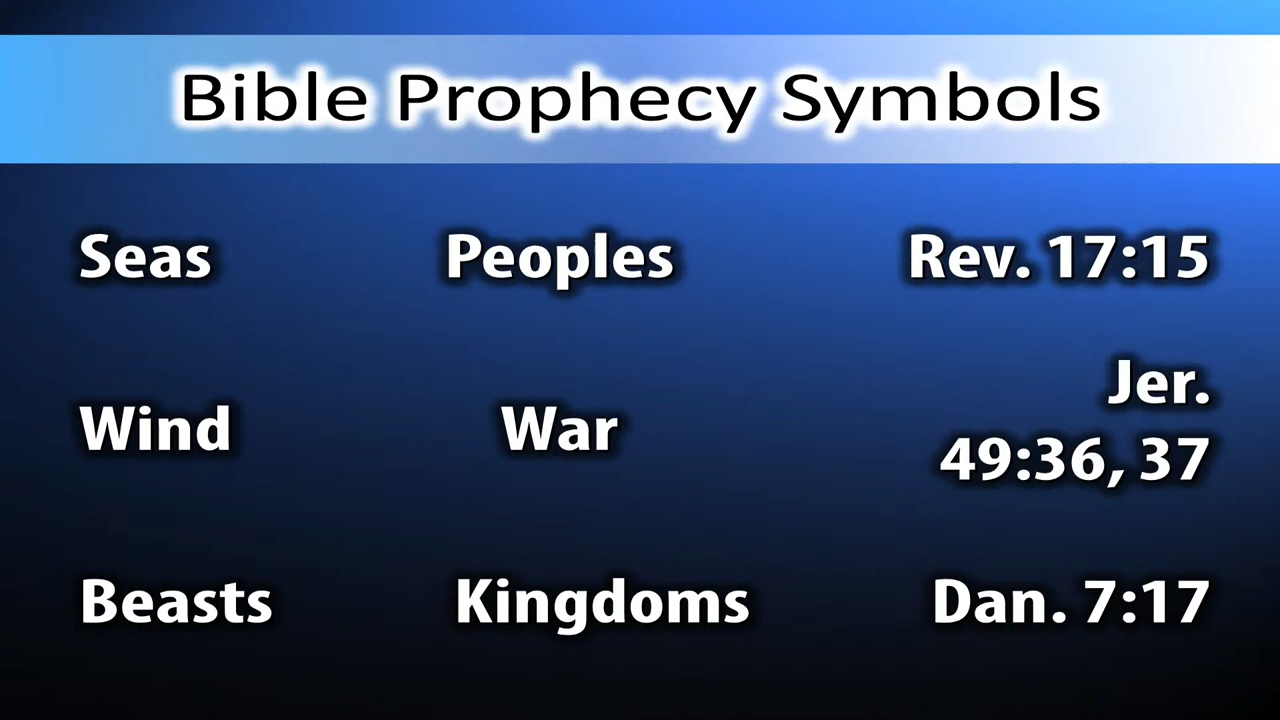 Bible Prophecy Symbols
Seas Peoples Rev. 17:15
Wind War Jer. 49:36, 37
Beasts Kingdoms Dan. 7:17